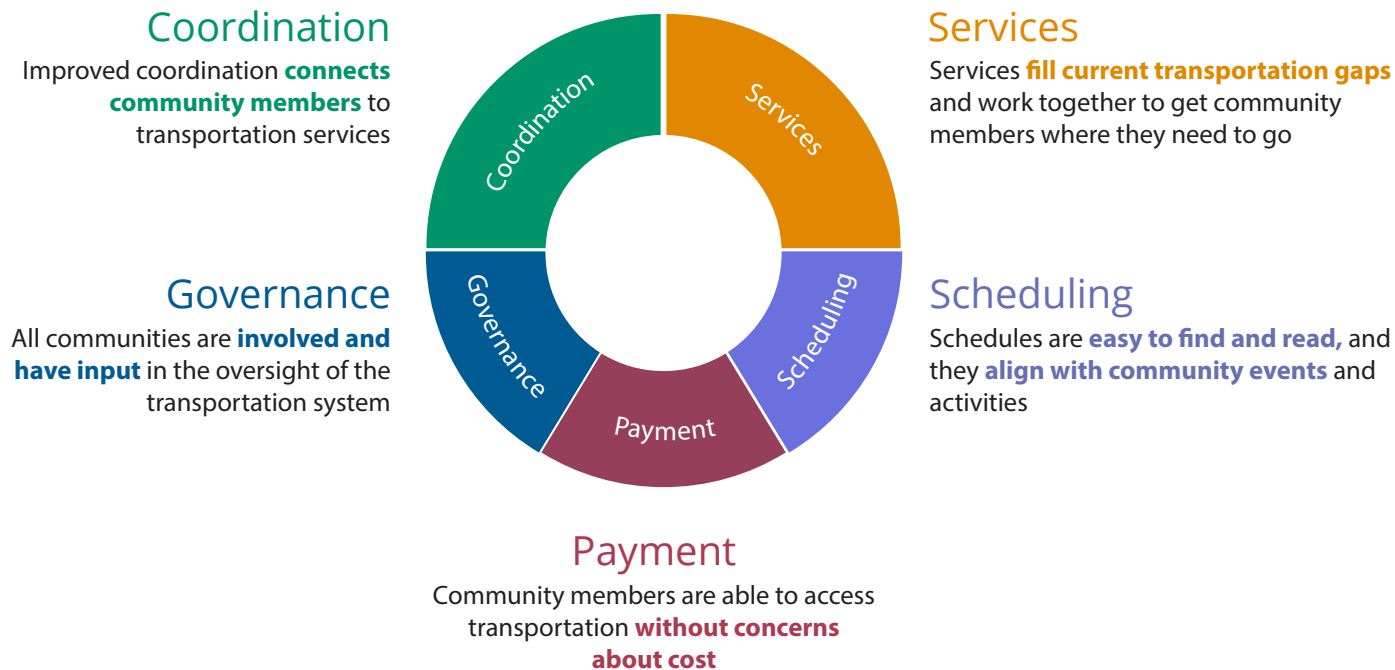 Coordination
Improved coordination connects
community members to
transportation services
Services
Services fill current transportation gaps
and work together to get community
members where they need to go
Coordination
Services
Governance
All communities are involved and
have input in the oversight of the
transportation system
Governance
Scheduling
Payment
Scheduling
Schedules are easy to find and read, and
they align with community events and
activities
Payment
Community members are able to access
transportation without concerns
about cost